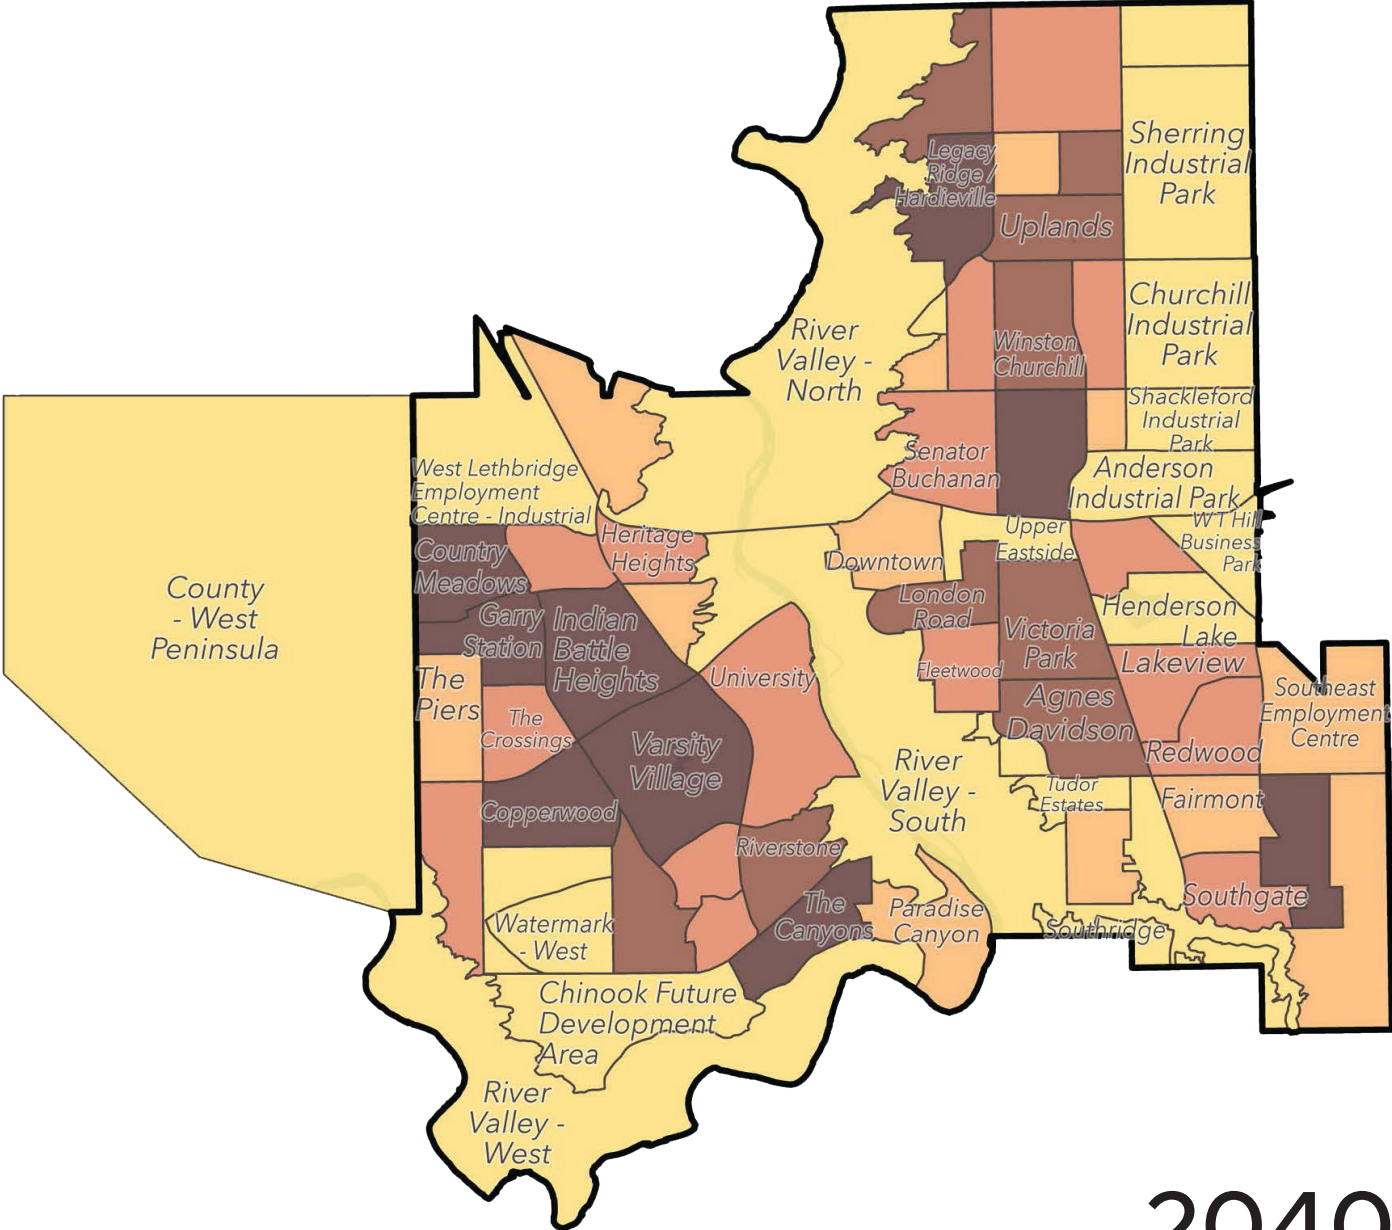 Sherring
Industrial
Park
Legacy
Ridge /
Hardieville
Uplands
Churchill
Industrial
Park
River
Valley -
North
Winston
Churchill
Shackleford
Industrial
Park
Senator
Buchanan
Anderson
Industrial Park
West Lethbridge
Employment
Centre - Industrial
W T Hill
Business
Park
Upper
Eastside
Heritage
Heights
Downtown
Country
Meadows
County
- West
Peninsula
Garry
Station
Indian
Battle
Heights
London
Road
Henderson
Lake
Victoria
Park
Fleetwood
Lakeview
University
The
Piers
Agnes
Davidson
Southeast
Employment
Centre
The
Crossings
Varsity
Village
Redwood
River
Valley -
South
Tudor
Estates
Fairmont
Copperwood
Riverstone
Southgate
The
Canyons
Paradise
Canyon
Watermark
- West
Southridge
Chinook Future
Development
Area
River
Valley -
West
2040